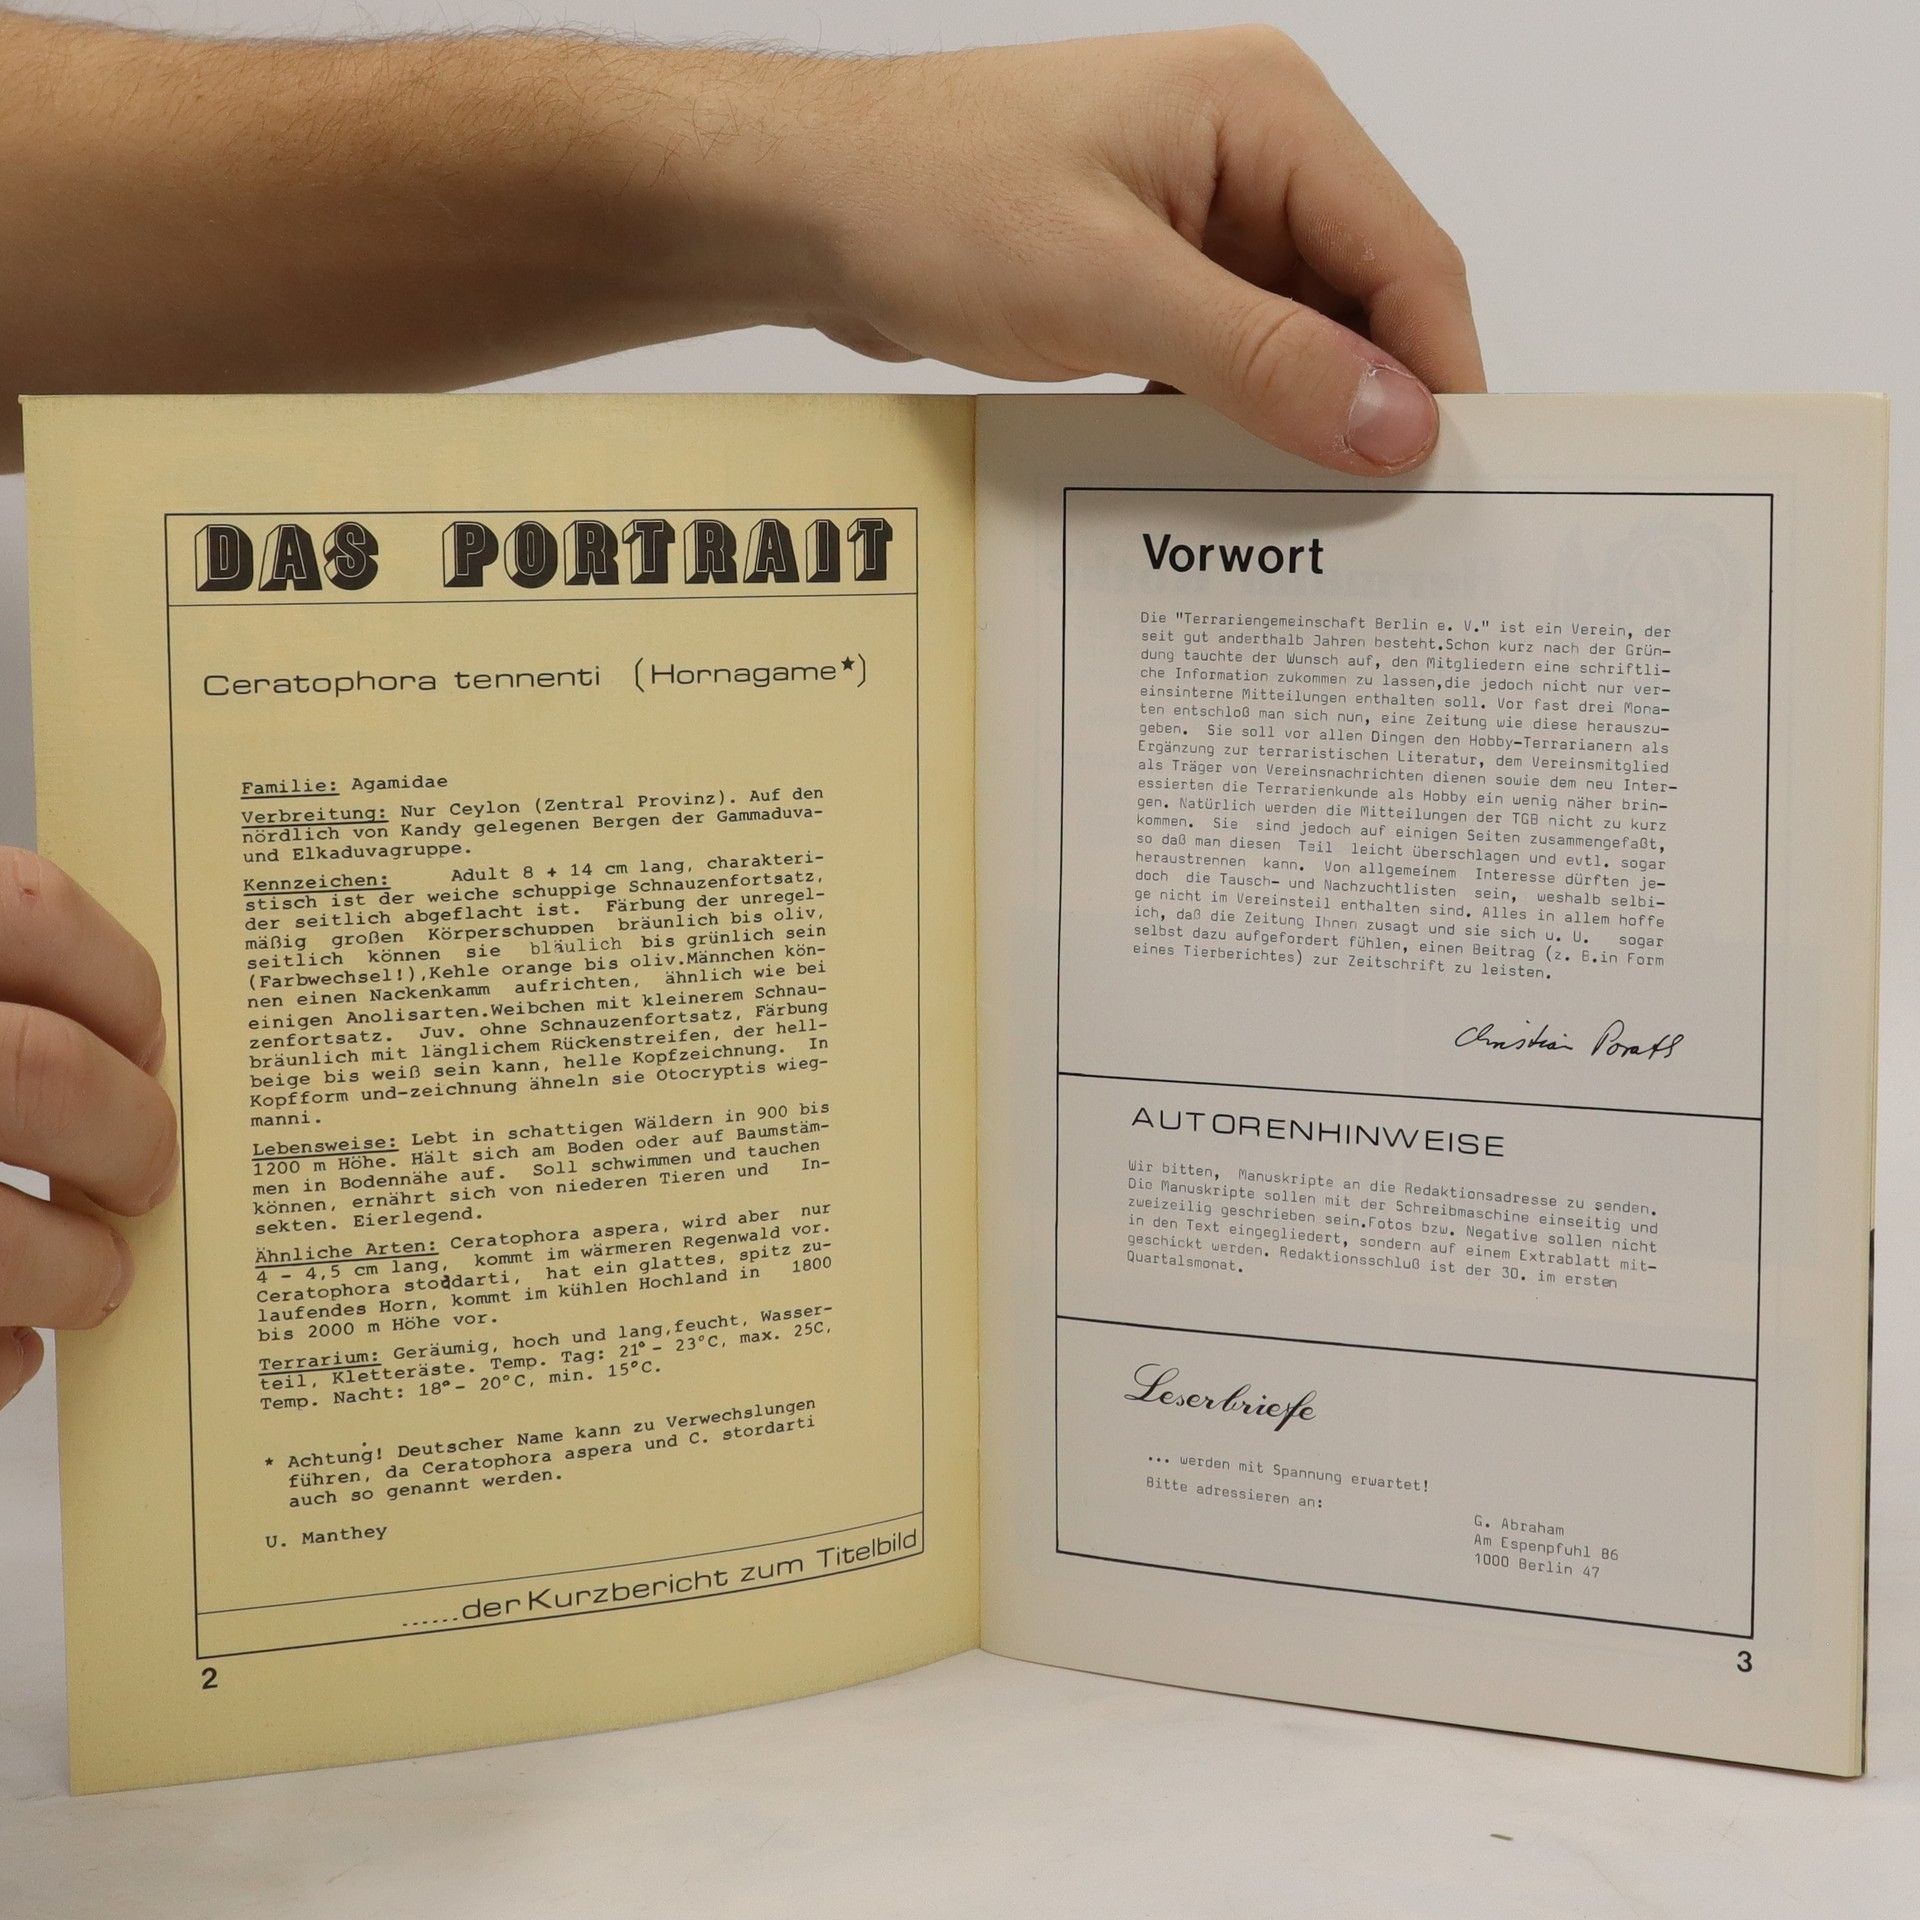 DAS PORTRAIT
Ceratophora tennenti (Hornagame*)
Familie: Agamidae
Verbreitung: Nur Ceylon (Zentral Provinz). Auf den
nördlich von Kandy gelegenen Bergen der Gammaduva-
und Elkaduvagruppe.
Kennzeichen: Adult 8 + 14 cm lang, charakteri-
stisch ist der weiche schuppige Schnauzenfortsatz,
der seitlich abgeflacht ist. Färbung der unregel-
mäßig großen Körperschuppen bräunlich bis oliv,
seitlich können sie bläulich bis grünlich sein
(Farbwechsel!),Kehle orange bis oliv.Männchen kön-
nen einen Nackenkamm aufrichten, ähnlich wie bei
einigen Anolisarten.Weibchen mit kleinerem Schnau-
zenfortsatz. Juv. ohne Schnauzenfortsatz, Färbung
bräunlich mit länglichem Rückenstreifen, der hell-
beige bis weiß sein kann, helle Kopfzeichnung. In
Kopfform und-zeichnung ähneln sie Otocryptis wieg-
manni.
Lebensweise: Lebt in schattigen Wäldern in 900 bis
1200 m Höhe. Hält sich am Boden oder auf Baumstäm-
men in Bodennähe auf. Soll schwimmen und tauchen
können, ernährt sich von niederen Tieren und In-
sekten. Eierlegend.
Ähnliche Arten: Ceratophora aspera, wird aber nur
4 - 4,5 cm lang, kommt im wärmeren Regenwald vor.
Ceratophora stoddarti, hat ein glattes, spitz zu-
laufendes Horn, kommt im kühlen Hochland in 1800
bis 2000 m Höhe vor.
Terrarium: Geräumig, hoch und lang,feucht, Wasser-
teil, Kletteräste. Temp. Tag: 21°- 23°C, max. 25C,
Temp. Nacht: 18°- 20°C, min. 15°C.
* Achtung! Deutscher Name kann zu Verwechslungen
führen, da Ceratophora aspera und C. stordarti
auch so genannt werden.
U. Manthey
......der Kurzbericht zum Titelbild
2
Vorwort
Die "Terrariengemeinschaft Berlin e. V." ist ein Verein, der
seit gut anderthalb Jahren besteht.Schon kurz nach der Grün-
dung tauchte der Wunsch auf, den Mitgliedern eine schriftli-
che Information zukommen zu lassen,die jedoch nicht nur ver-
einsinterne Mitteilungen enthalten soll. Vor fast drei Mona-
ten entschloß man sich nun, eine Zeitung wie diese herauszu-
geben. Sie soll vor allen Dingen den Hobby-Terrarianern als
Ergänzung zur terraristischen Literatur, dem Vereinsmitglied
als Träger von Vereinsnachrichten dienen sowie dem neu Inter-
essierten die Terrarienkunde als Hobby ein wenig näher brin-
gen. Natürlich werden die Mitteilungen der TGB nicht zu kurz
kommen. Sie sind jedoch auf einigen Seiten zusammengefaßt,
so daß man diesen Teil leicht überschlagen und evtl. sogar
heraustrennen kann. Von allgemeinem Interesse dürften je-
doch die Tausch- und Nachzuchtlisten sein, weshalb selbi-
ge nicht im Vereinsteil enthalten sind. Alles in allem hoffe
ich, daß die Zeitung Ihnen zusagt und sie sich u. U. sogar
selbst dazu aufgefordert fühlen, einen Beitrag (z. B.in Form
eines Tierberichtes) zur Zeitschrift zu leisten.
Christian Porath
AUTORENHINWEISE
Wir bitten, Manuskripte an die Redaktionsadresse zu senden.
Die Manuskripte sollen mit der Schreibmaschine einseitig und
zweizeilig geschrieben sein.Fotos bzw. Negative sollen nicht
in den Text eingegliedert, sondern auf einem Extrablatt mit-
geschickt werden. Redaktionsschluß ist der 30. im ersten
Quartalsmonat.
Leserbriefe
... werden mit Spannung erwartet!
Bitte adressieren an:
G. Abraham
Am Espenpfuhl 86
1000 Berlin 47
3